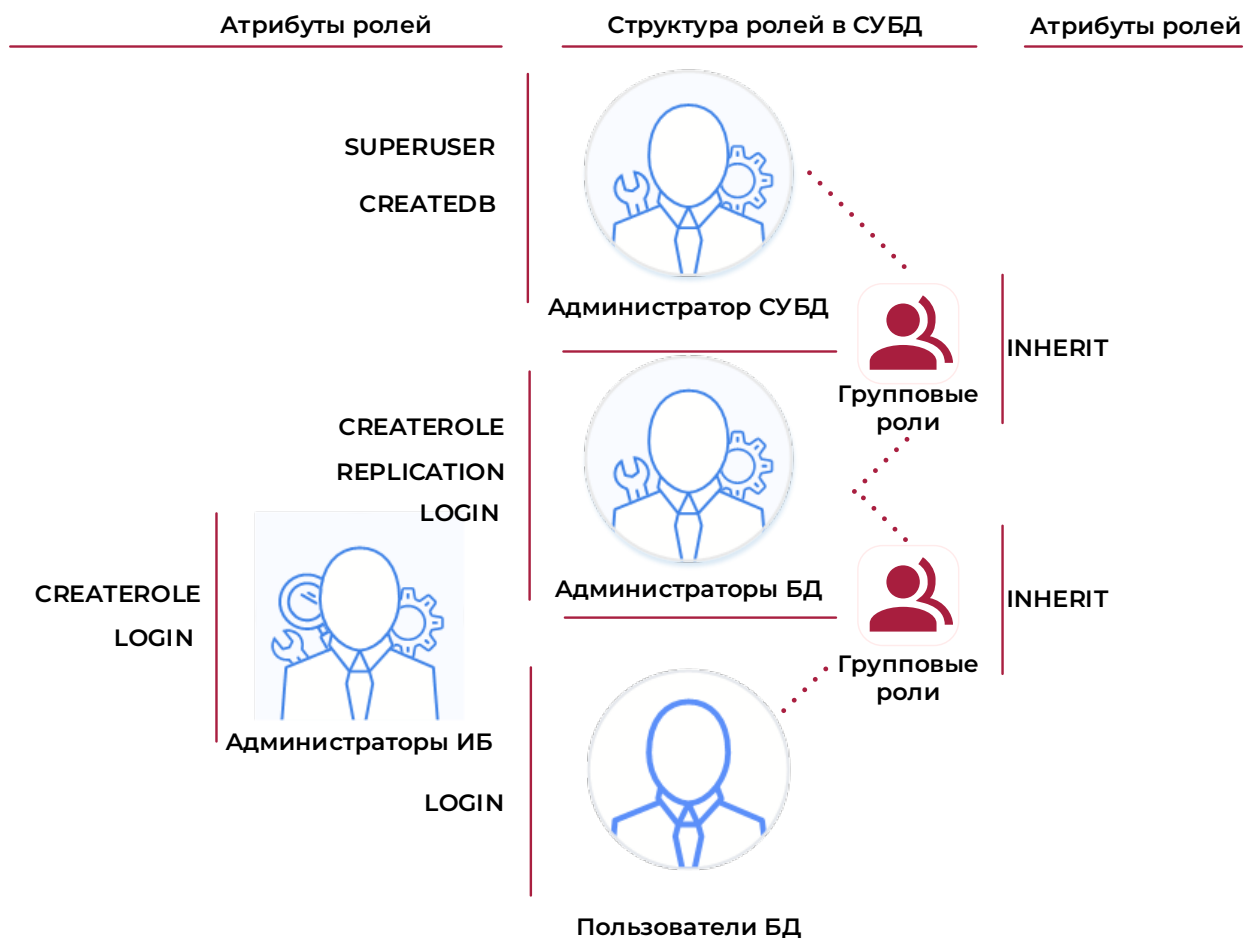 Атрибуты ролей
Структура ролей в СУБД
Атрибуты ролей
SUPERUSER
CREATEDB
Администратор СУБД
INHERIT
Групповые
роли
CREATEROLE
REPLICATION
LOGIN
Администраторы БД
CREATEROLE
LOGIN
Администраторы ИБ
INHERIT
Групповые
роли
LOGIN
Пользователи БД